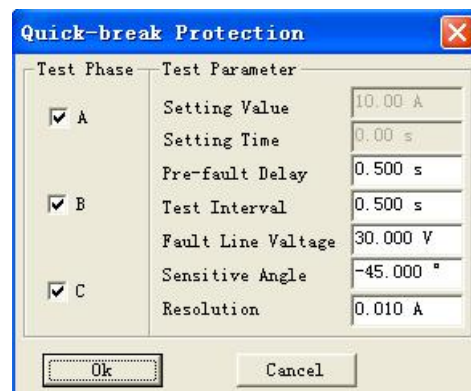 Quick-break Protection
Test Phase
A
B
C
Test Parameter
Setting Value 10.00 A
Setting Time 0.00 s
Pre-fault Delay 0.500 s
Test Interval 0.500 s
Fault Line Valtage 30.000 V
Sensitive Angle -45.000 °
Resolution 0.010 A
Ok
Cancel